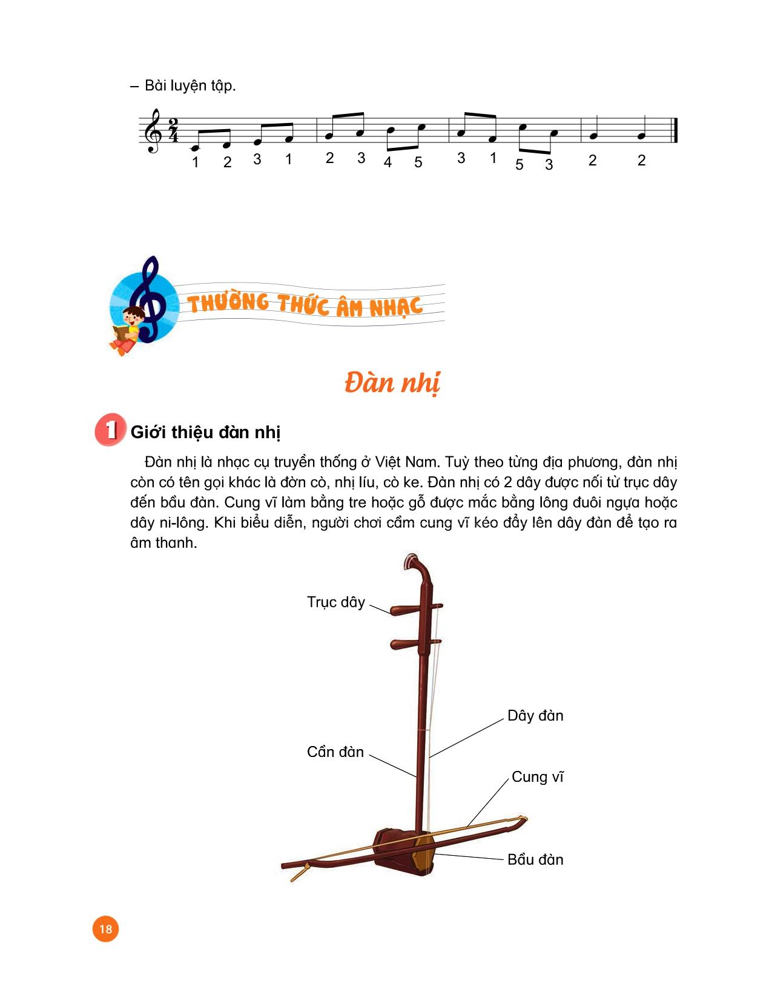 – Bài luyện tập.
2
4
1 2 3 1 2 3 4 5 3 1 5 3 2 2
THƯỜNG THỨC ÂM NHẠC
Đàn nhị
1 Giới thiệu đàn nhị
Đàn nhị là nhạc cụ truyền thống ở Việt Nam. Tuỳ theo từng địa phương, đàn nhị
còn có tên gọi khác là đờn cò, nhị líu, cò ke. Đàn nhị có 2 dây được nối từ trục dây
đến bầu đàn. Cung vĩ làm bằng tre hoặc gỗ được mắc bằng lông đuôi ngựa hoặc
dây ni-lông. Khi biểu diễn, người chơi cầm cung vĩ kéo đẩy lên dây đàn để tạo ra
âm thanh.
Trục dây
Dây đàn
Cần đàn
Cung vĩ
Bầu đàn
18